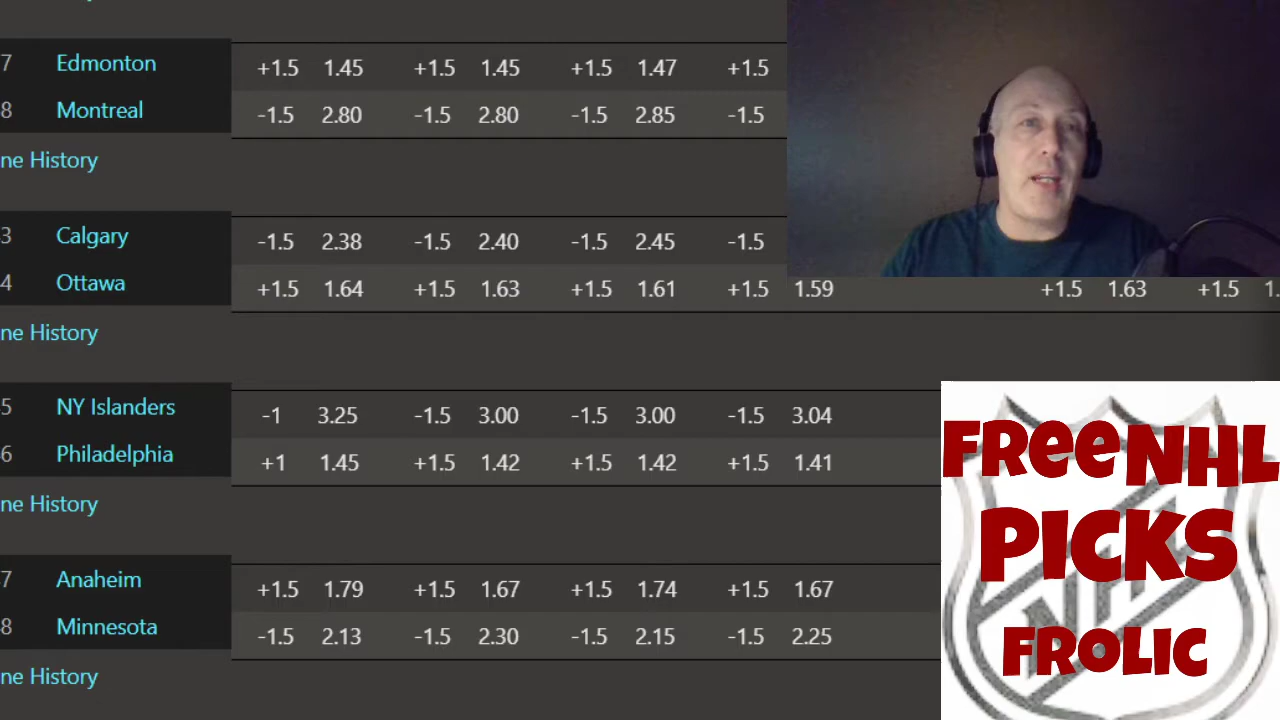 7 Edmonton +1.5 1.45 +1.5 1.45 +1.5 1.47 +1.5
8 Montreal -1.5 2.80 -1.5 2.80 -1.5 2.85 -1.5
ne History
3 Calgary -1.5 2.38 -1.5 2.40 -1.5 2.45 -1.5
4 Ottawa +1.5 1.64 +1.5 1.63 +1.5 1.61 +1.5 1.59 +1.5 1.63 +1.5 1.
ne History
5 NY Islanders -1 3.25 -1.5 3.00 -1.5 3.00 -1.5 3.04
6 Philadelphia +1 1.45 +1.5 1.42 +1.5 1.42 +1.5 1.41
ne History
7 Anaheim +1.5 1.79 +1.5 1.67 +1.5 1.74 +1.5 1.67
8 Minnesota -1.5 2.13 -1.5 2.30 -1.5 2.15 -1.5 2.25
ne History
FReeNHL
PICKS
FROLIC
NHL